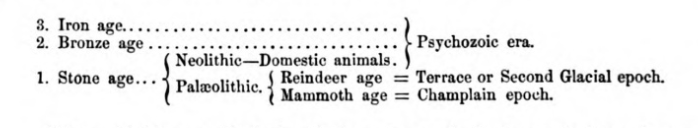 3. Iron age..................................
2. Bronze age ............................... Psychozoic era.
Neolithic—Domestic animals.
1. Stone age... Palæolithic. Reindeer age = Terrace or Second Glacial epoch.
Mammoth age = Champlain epoch.